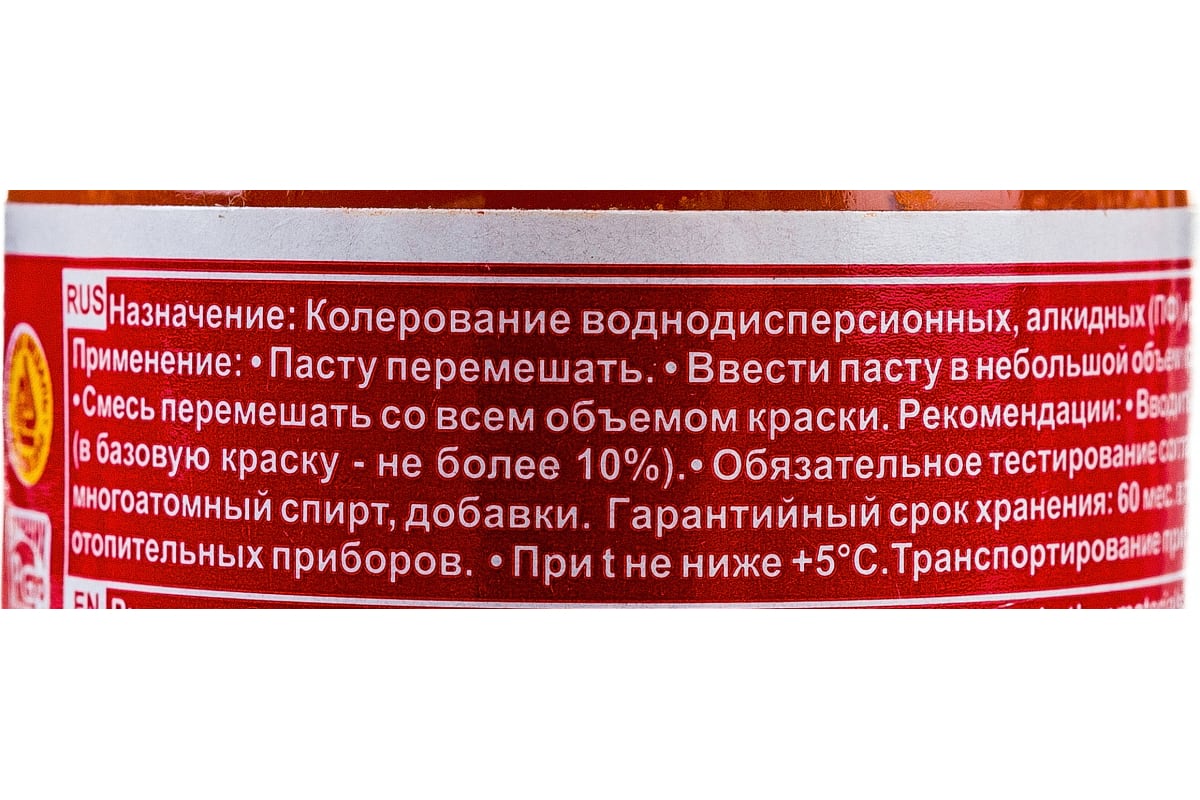 RUS Назначение: Колерование воднодисперсионных, алкидных (ПФ)
Применение: • Пасту перемешать. • Ввести пасту в небольшой
• Смесь перемешать со всем объемом краски. Рекомендации: •
(в базовую краску - не более 10%). • Обязательное тестирование
многоатомный спирт, добавки. Гарантийный срок хранения: 60 мес.
отопительных приборов. • При t не ниже +5°C. Транспортирование
EN